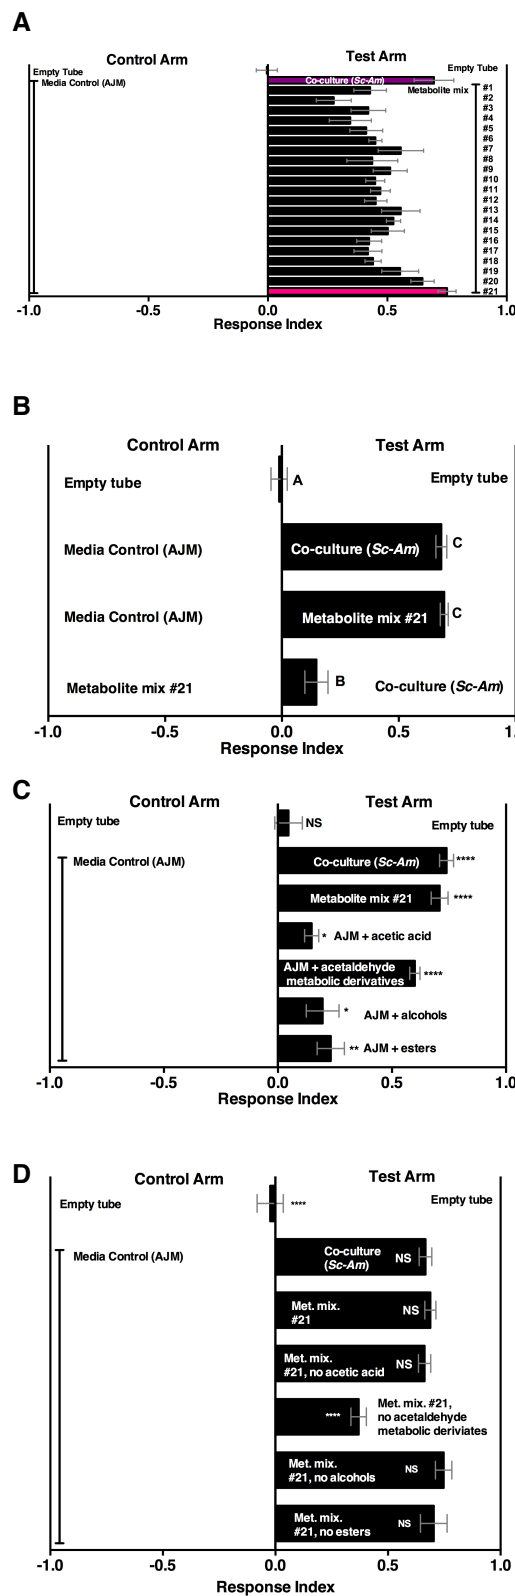 A
Control Arm
Test Arm
Empty Tube
Empty Tube
Media Control (AJM)
Co-culture (Sc-Am)
Metabolite mix
#1
#2
#3
#4
#5
#6
#7
#8
#9
#10
#11
#12
#13
#14
#15
#16
#17
#18
#19
#20
#21
-1.0
-0.5
0.0
0.5
1.0
Response Index
B
Control Arm
Test Arm
Empty tube
A
Empty tube
Media Control (AJM)
Co-culture (Sc-Am)
C
Media Control (AJM)
Metabolite mix #21
C
Metabolite mix #21
B
Co-culture (Sc-Am)
-1.0
-0.5
0.0
0.5
1.
Response Index
C
Control Arm
Test Arm
Empty tube
NS
Empty tube
Media Control (AJM)
Co-culture (Sc-Am)
****
Metabolite mix #21
****
* AJM + acetic acid
AJM + acetaldehyde
metabolic derivatives
****
* AJM + alcohols
** AJM + esters
-1.0
-0.5
0.0
0.5
1.0
Response Index
D
Control Arm
Test Arm
Empty tube
****
Empty tube
Media Control (AJM)
Co-culture
(Sc-Am)
NS
Met. mix.
#21
NS
Met. mix.
#21, no acetic acid
NS
****
Met. mix. #21,
no acetaldehyde
metabolic deriviates
Met. mix.
#21, no alcohols
NS
Met. mix.
#21, no esters
NS
-1.0
-0.5
0.0
0.5
1.0
Response Index